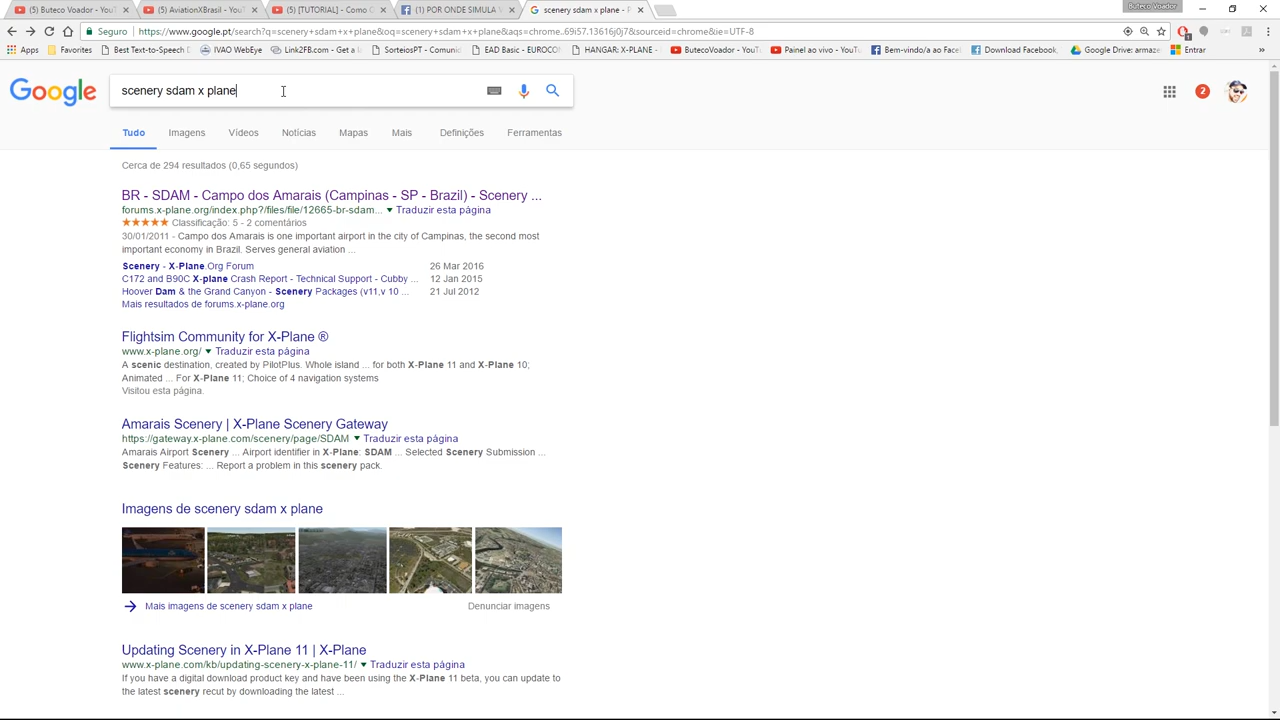 (5) Buteco Voador - YouT
(5) AviationXBrasil - YouT
(5) [TUTORIAL] - Como O
(1) POR ONDE SIMULA V
scenery sdam x plane - P
Buteco Voador
Seguro
https://www.google.pt/search?q=scenery+sdam+x+plane&oq=scenery+sdam+x+plane&aqs=chrome..69i57.13616j0j7&sourceid=chrome&ie=UTF-8
Apps
Favorites
Best Text-to-Speech D
IVAO WebEye
Link2FB.com - Get a l
SorteiosPT - Comunid
EAD Basic - EUROCO
HANGAR: X-PLANE -
ButecoVoador - YouT
Painel ao vivo - YouTu
Bem-vindo/a ao Face
Download Facebook
Google Drive: armaze
Entrar
Google
scenery sdam x plane
2
Tudo
Imagens
Vídeos
Notícias
Mapas
Mais
Definições
Ferramentas
Cerca de 294 resultados (0,65 segundos)
BR - SDAM - Campo dos Amarais (Campinas - SP - Brazil) - Scenery ...
forums.x-plane.org/index.php?/files/file/12665-br-sdam... Traduzir esta página
Classificação: 5 - 2 comentários
30/01/2011 - Campo dos Amarais is one important airport in the city of Campinas, the second most
important economy in Brazil. Serves general aviation ...
Scenery - X-Plane.Org Forum 26 Mar 2016
C172 and B90C X-plane Crash Report - Technical Support - Cubby ... 12 Jan 2015
Hoover Dam & the Grand Canyon - Scenery Packages (v11,v 10 ... 21 Jul 2012
Mais resultados de forums.x-plane.org
Flightsim Community for X-Plane ®
www.x-plane.org/ Traduzir esta página
A scenic destination, created by PilotPlus. Whole island ... for both X-Plane 11 and X-Plane 10;
Animated ... For X-Plane 11; Choice of 4 navigation systems
Visitou esta página.
Amarais Scenery | X-Plane Scenery Gateway
https://gateway.x-plane.com/scenery/page/SDAM Traduzir esta página
Amarais Airport Scenery ... Airport identifier in X-Plane; SDAM ... Selected Scenery Submission ...
Scenery Features: ... Report a problem in this scenery pack.
Imagens de scenery sdam x plane
Mais imagens de scenery sdam x plane
Denunciar imagens
Updating Scenery in X-Plane 11 | X-Plane
www.x-plane.com/kb/updating-scenery-x-plane-11/ Traduzir esta página
If you have a digital download product key and have been using the X-Plane 11 beta, you can update to
the latest scenery recut by downloading the latest ...